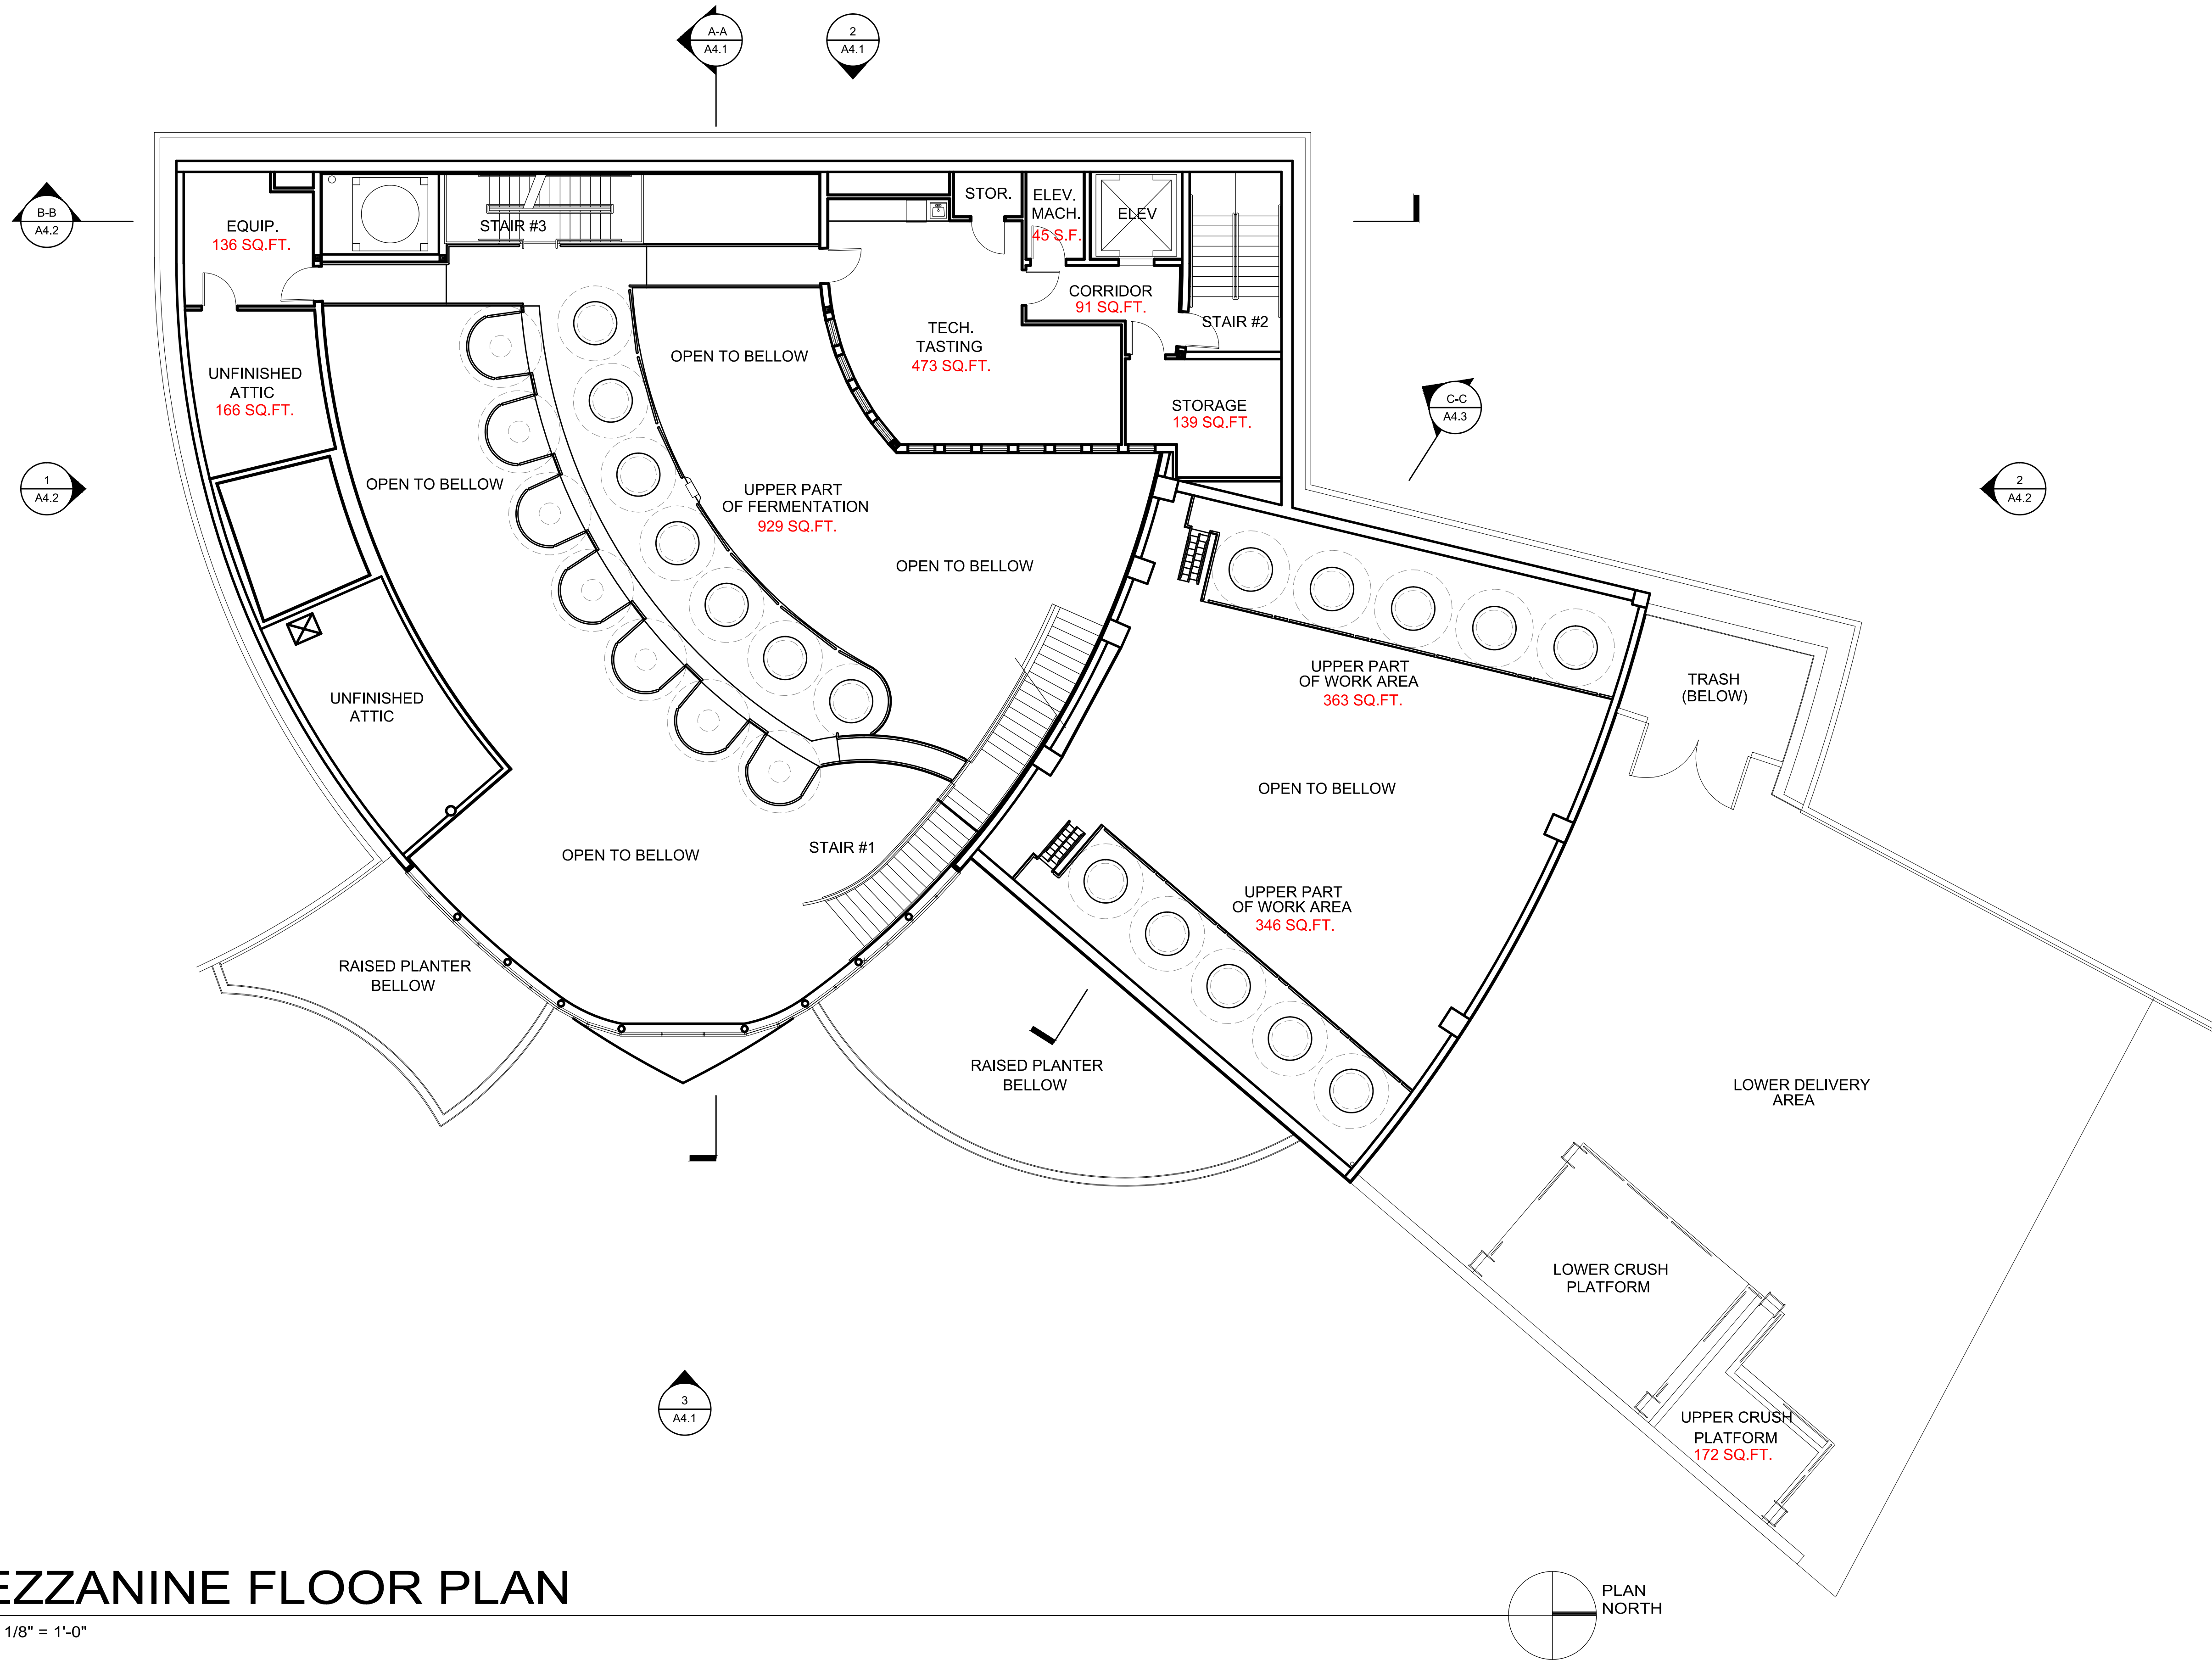 A-A
A4.1
2
A4.1
B-B
A4.2
EQUIP.
136 SQ.FT.
STAIR #3
STOR.
ELEV.
MACH.
45 S.F.
ELEV
CORRIDOR
91 SQ.FT.
STAIR #2
TECH.
TASTING
473 SQ.FT.
OPEN TO BELLOW
UNFINISHED
ATTIC
166 SQ.FT.
STORAGE
139 SQ.FT.
C-C
A4.3
1
A4.2
OPEN TO BELLOW
UPPER PART
OF FERMENTATION
929 SQ.FT.
2
A4.2
OPEN TO BELLOW
UNFINISHED
ATTIC
UPPER PART
OF WORK AREA
363 SQ.FT.
TRASH
(BELOW)
OPEN TO BELLOW
OPEN TO BELLOW
STAIR #1
UPPER PART
OF WORK AREA
346 SQ.FT.
RAISED PLANTER
BELLOW
RAISED PLANTER
BELLOW
LOWER DELIVERY
AREA
LOWER CRUSH
PLATFORM
3
A4.1
UPPER CRUSH
PLATFORM
172 SQ.FT.
EZZANINE FLOOR PLAN
1/8" = 1'-0"
PLAN
NORTH